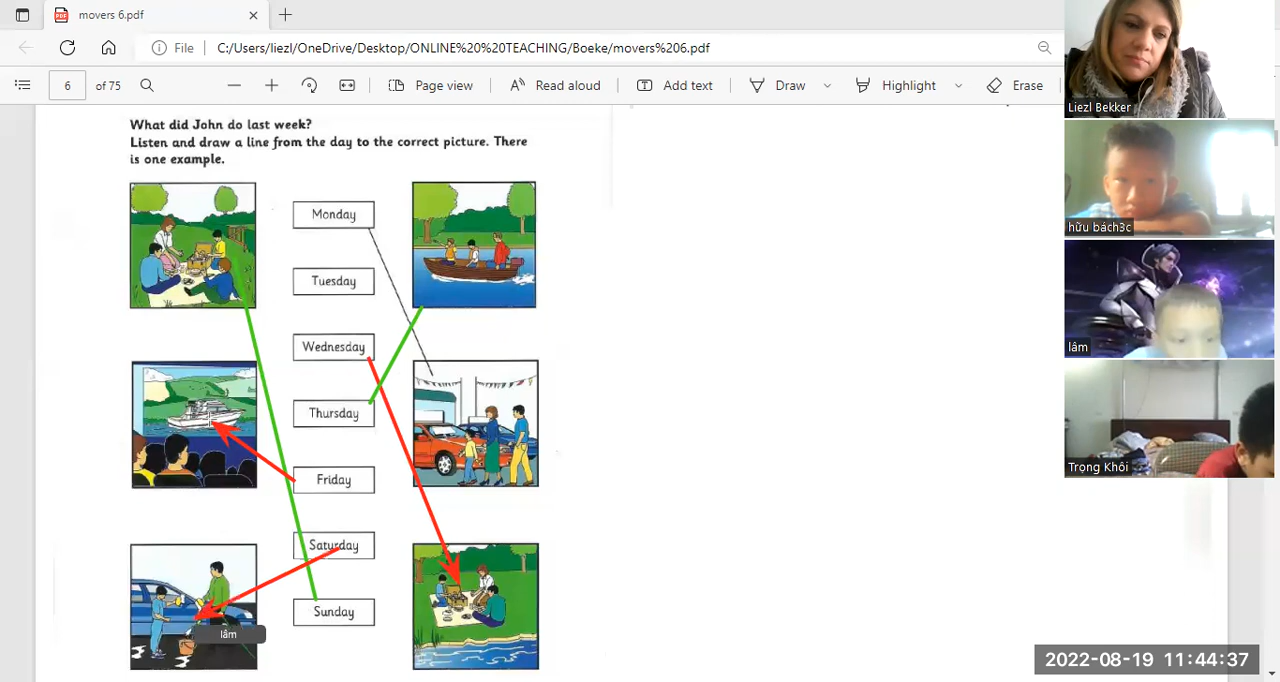 movers 6.pdf
File C:/Users/liezl/OneDrive/Desktop/ONLINE%20%20TEACHING/Boeke/movers%206.pdf
6 of 75 Page view Read aloud Add text Draw Highlight Erase
What did John do last week?
Listen and draw a line from the day to the correct picture. There
is one example.
Monday
Tuesday
Wednesday
Thursday
Friday
Saturday
Sunday
lâm
Liezl Bekker
hữu bách3c
lâm
Trọng Khôi
2022-08-19 11:44:37